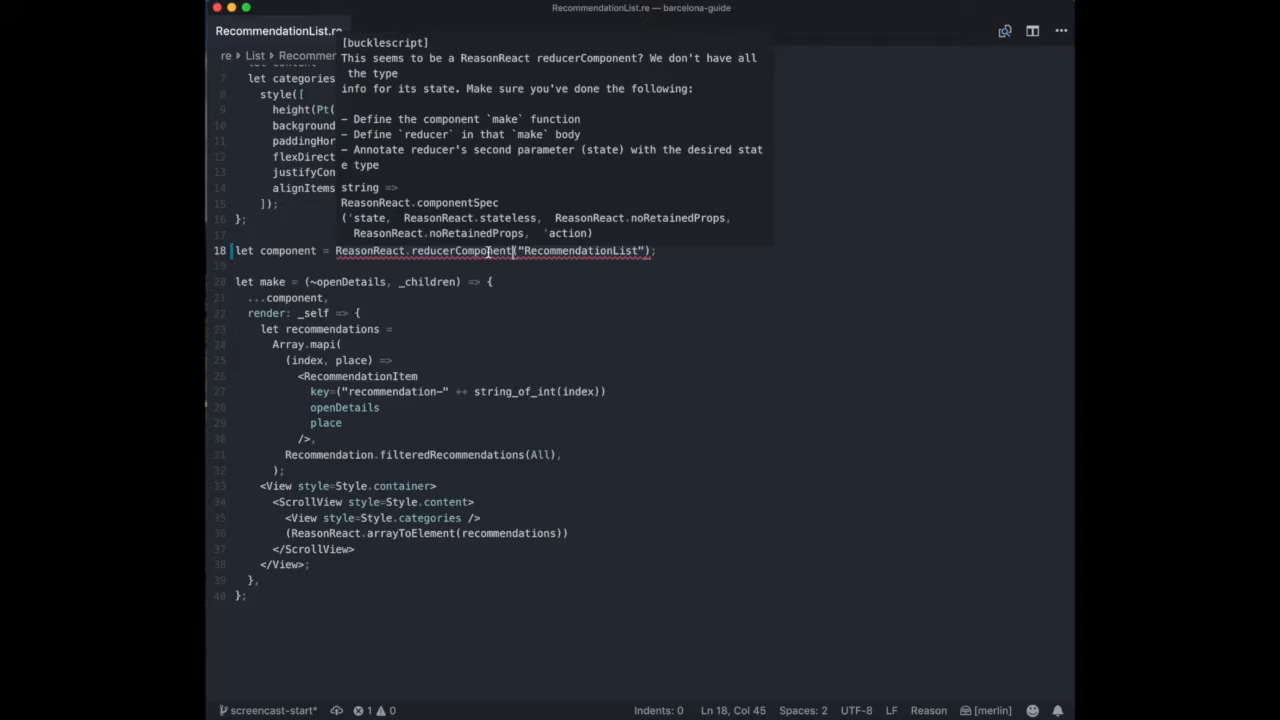 RecommendationList.re — barcelona-guide
RecommendationList.re
re List Recommer
[bucklescript]
This seems to be a ReasonReact reducerComponent? We don't have all
the type
info for its state. Make sure you've done the following:
- Define the component `make` function
- Define `reducer` in that `make` body
- Annotate reducer's second parameter (state) with the desired stat
e type
string =>
ReasonReact.componentSpec
('state, ReasonReact.stateless, ReasonReact.noRetainedProps,
ReasonReact.noRetainedProps, 'action)
7 let categories
8 style([
9 height(Pt(
10 background
11 paddingHor
12 flexDirect
13 justifyCon
14 alignItems
15 ]);
16 };
17
18 let component = ReasonReact.reducerComponent("RecommendationList");
19
20 let make = (~openDetails, _children) => {
21 ...component,
22 render: _self => {
23 let recommendations =
24 Array.mapi(
25 (index, place) =>
26 <RecommendationItem
27 key=("recommendation-" ++ string_of_int(index))
28 openDetails
29 place
30 />,
31 Recommendation.filteredRecommendations(All),
32 );
33 <View style=Style.container>
34 <ScrollView style=Style.content>
35 <View style=Style.categories />
36 (ReasonReact.arrayToElement(recommendations))
37 </ScrollView>
38 </View>;
39 },
40 };
screencast-start* 1 0 Indents: 0 Ln 18, Col 45 Spaces: 2 UTF-8 LF Reason [merlin]